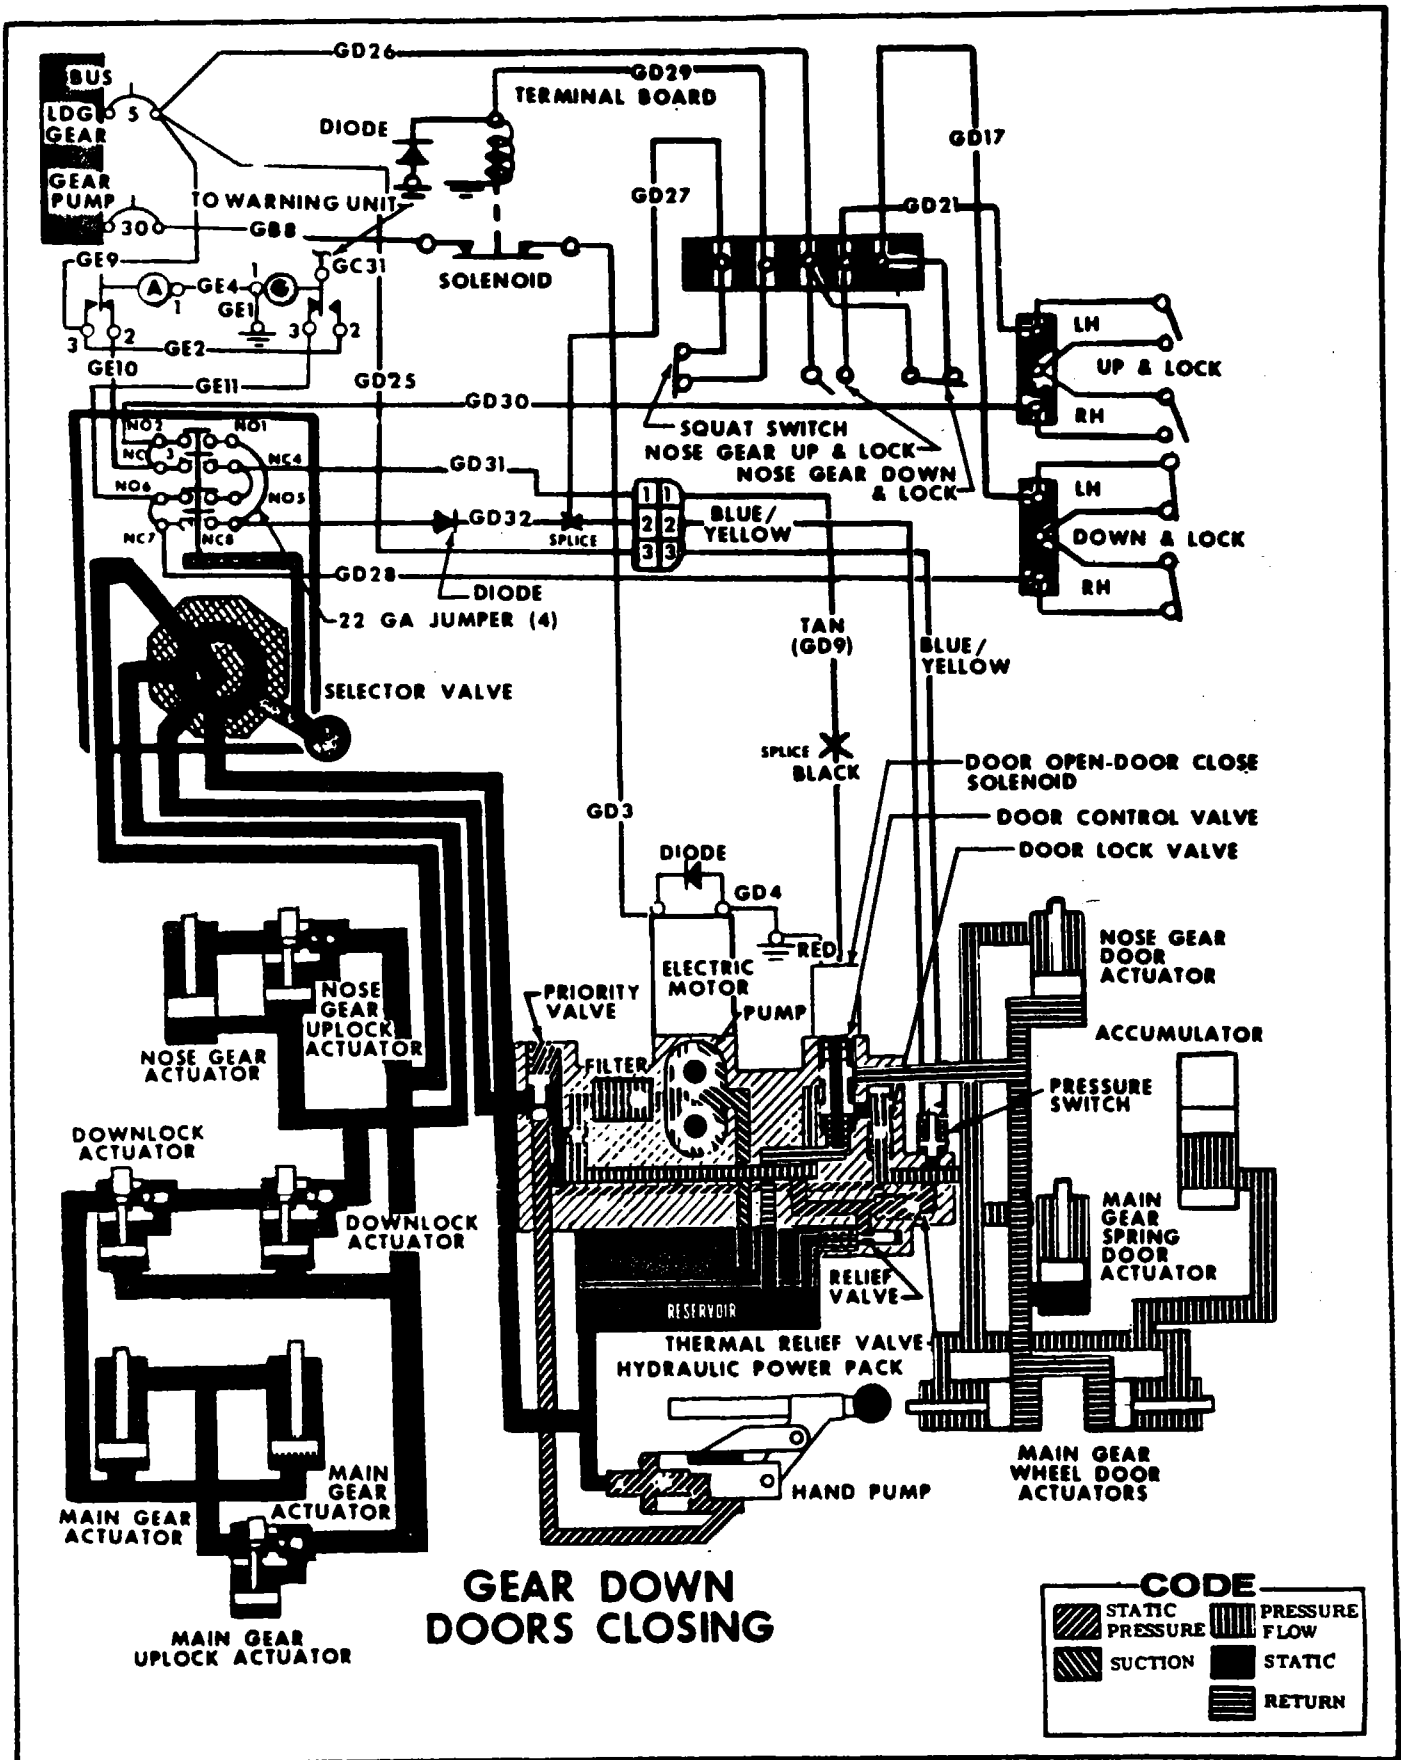 GD26
BUS
GD29
TERMINAL BOARD
LDG
GEAR
5
DIODE
GD17
GEAR
PUMP
30
TO WARNING UNIT
GD27
GD21
GB8
GE9
GC31
SOLENOID
A
1
GE4
1
GE1
G
LH
3
2
3
2
GE2
GE10
UP & LOCK
GE11
GD25
GD30
RH
NO2
NO1
SQUAT SWITCH
NC
3
NC4
GD31
NOSE GEAR UP & LOCK
NOSE GEAR DOWN
& LOCK
NO6
NO5
LH
1
1
GD32
2
2
BLUE/
YELLOW
NC7
NC8
SPLICE
3
3
DOWN & LOCK
GD28
RH
DIODE
22 GA JUMPER (4)
TAN
(GD9)
BLUE/
YELLOW
SELECTOR VALVE
SPLICE
BLACK
DOOR OPEN-DOOR CLOSE
SOLENOID
GD3
DOOR CONTROL VALVE
DIODE
DOOR LOCK VALVE
GD4
RED
NOSE GEAR
DOOR
ACTUATOR
ELECTRIC
MOTOR
PRIORITY
VALVE
PUMP
NOSE
GEAR
UPLOCK
ACTUATOR
NOSE GEAR
ACTUATOR
ACCUMULATOR
FILTER
PRESSURE
SWITCH
DOWNLOCK
ACTUATOR
DOWNLOCK
ACTUATOR
MAIN
GEAR
SPRING
DOOR
ACTUATOR
RELIEF
VALVE
RESERVOIR
THERMAL RELIEF VALVE
HYDRAULIC POWER PACK
MAIN GEAR
WHEEL DOOR
ACTUATORS
MAIN
GEAR
ACTUATOR
HAND PUMP
MAIN GEAR
ACTUATOR
GEAR DOWN
DOORS CLOSING
MAIN GEAR
UPLOCK ACTUATOR
CODE
STATIC
PRESSURE
PRESSURE
FLOW
SUCTION
STATIC
RETURN